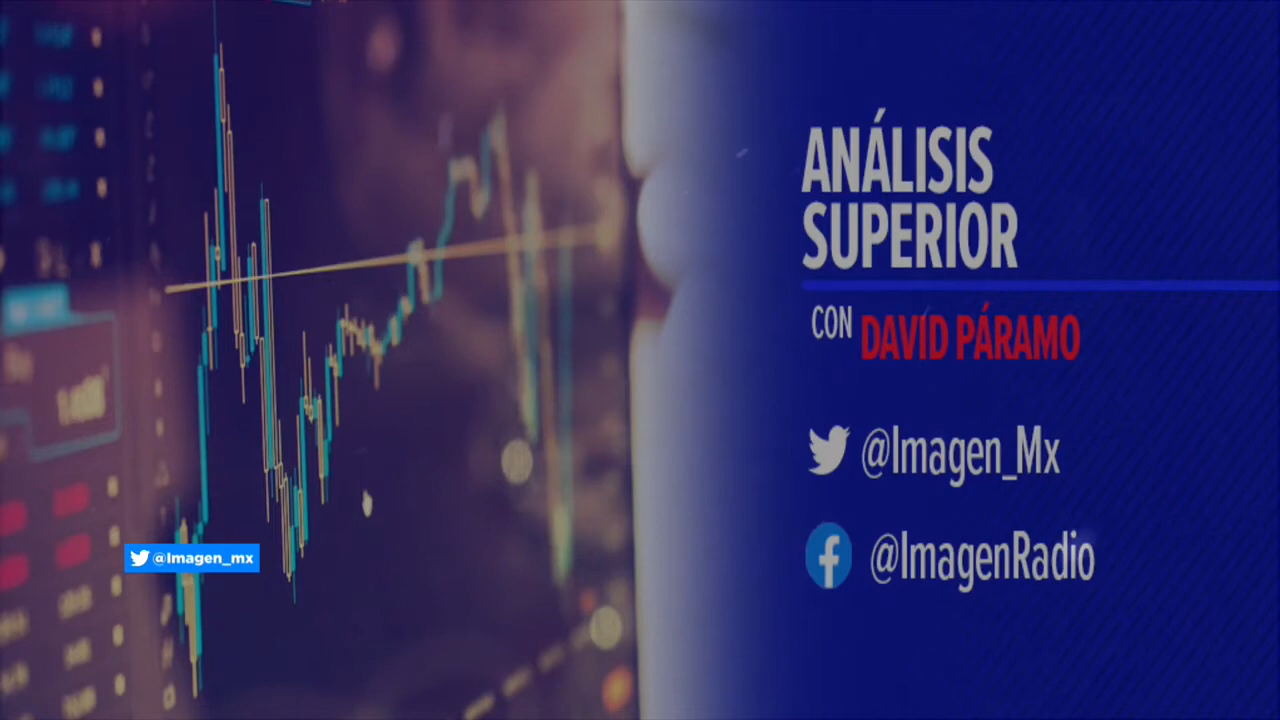 ANÁLISIS
SUPERIOR
CON DAVID PÁRAMO
@Imagen_Mx
@ImagenRadio
@Imagen_mx